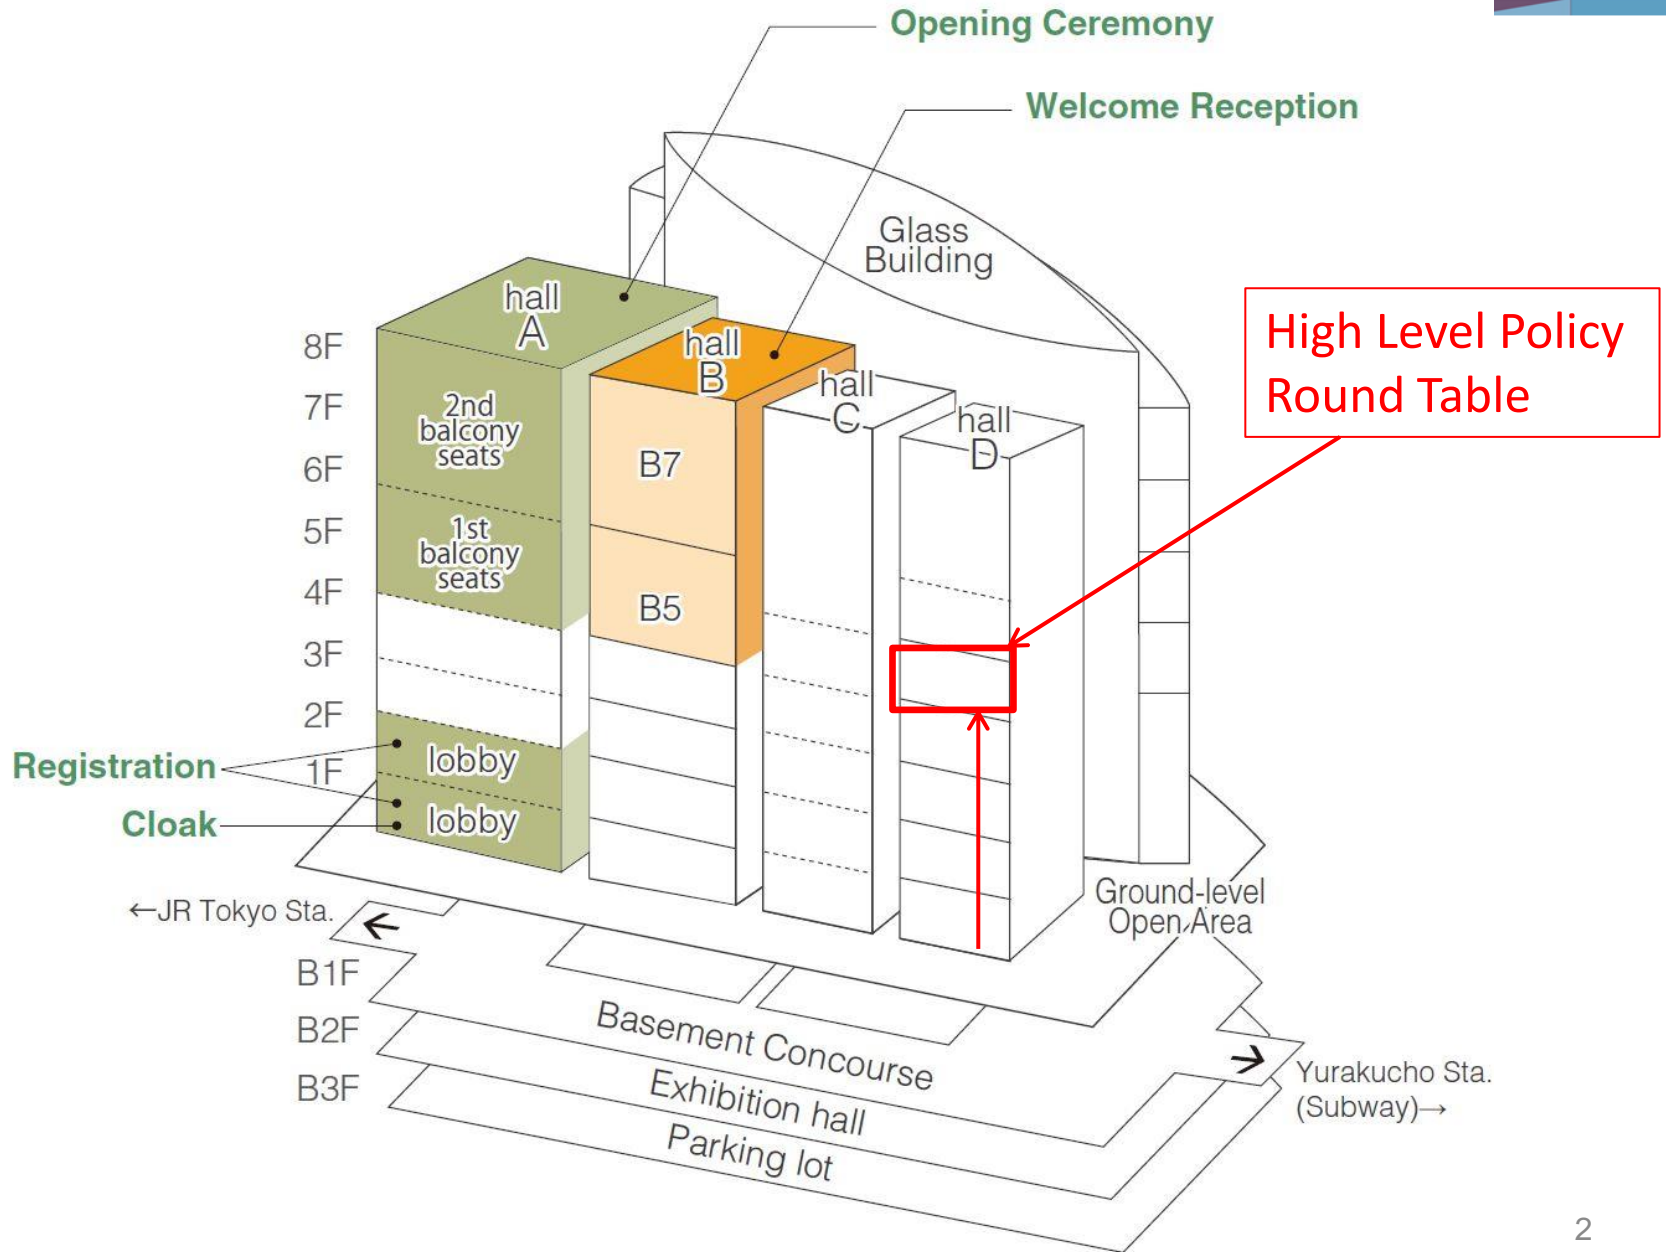 Opening Ceremony
Welcome Reception
Glass
Building
High Level Policy
Round Table
hall
A
hall
B
hall
C
hall
D
8F
7F
6F
5F
4F
3F
2F
1F
2nd
balcony
seats
1st
balcony
seats
B7
B5
Registration
lobby
Cloak
lobby
←JR Tokyo Sta.
←
Ground-level
Open Area
B1F
B2F
B3F
Basement Concourse
Exhibition hall
Parking lot
→
Yurakucho Sta.
(Subway)→
2